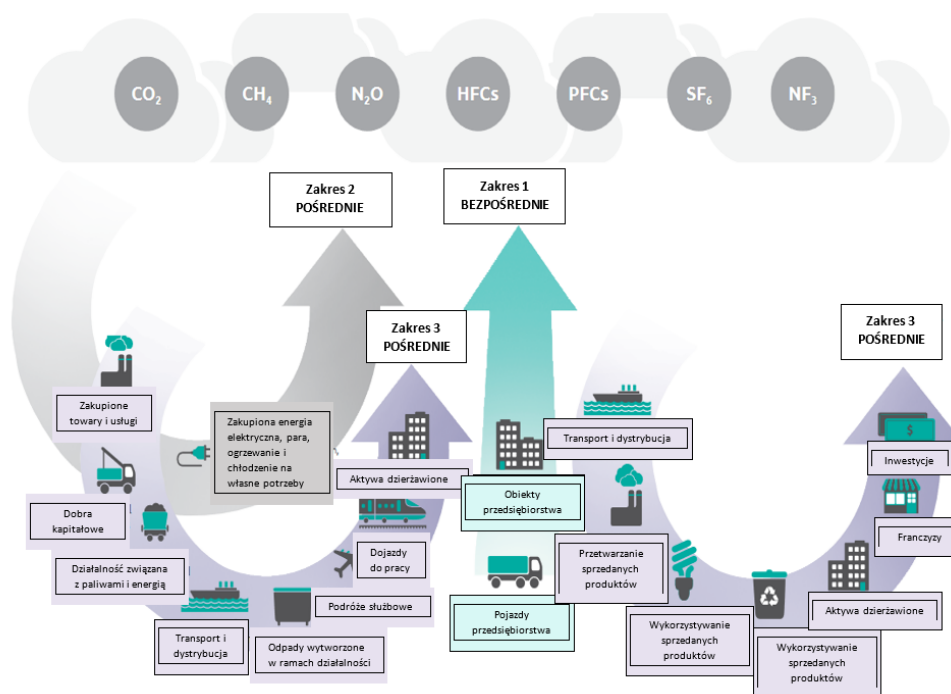 CO₂
CH₄
N₂O
HFCs
PFCs
SF₆
NF₃
Zakres 2
POŚREDNIE
Zakres 1
BEZPOŚREDNIE
Zakres 3
POŚREDNIE
Zakres 3
POŚREDNIE
Zakupione
towary i usługi
Zakupiona energia
elektryczna, para,
ogrzewanie i
chłodzenie na
własne potrzeby
Dobra
kapitałowe
Działalność związana
z paliwami i energią
Transport i
dystrybucja
Odpady wytworzone
w ramach działalności
Podróże służbowe
Dojazdy
do pracy
Aktywa dzierżawione
Obiekty
przedsiębiorstwa
Pojazdy
przedsiębiorstwa
Transport i dystrybucja
Przetwarzanie
sprzedanych
produktów
Wykorzystywanie
sprzedanych
produktów
Wykorzystywanie
sprzedanych
produktów
Aktywa dzierżawione
Franczyzy
Inwestycje
$